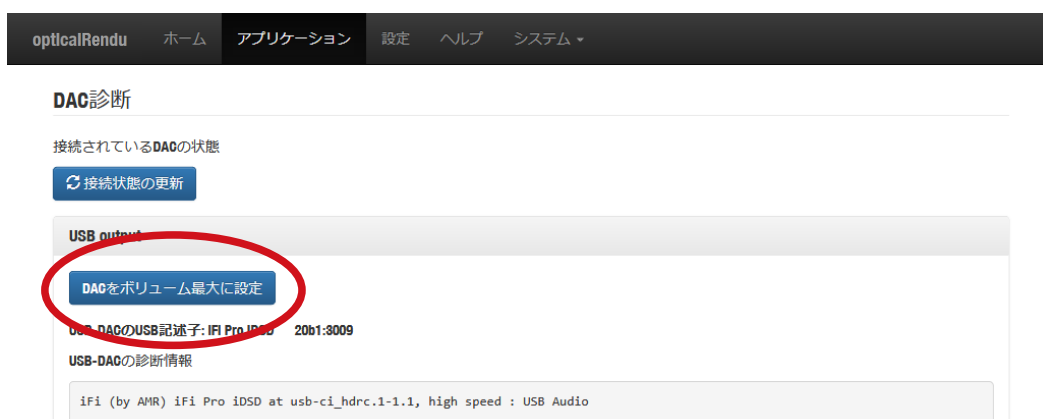 opticalRendu ホーム アプリケーション 設定 ヘルプ システム
DAC診断
接続されているDACの状態
接続状態の更新
USB output
DACをボリューム最大に設定
USB-DACのUSB記述子: iFi Pro iDSD 20b1:3009
USB-DACの診断情報
iFi (by AMR) iFi Pro iDSD at usb-ci_hdrc.1-1.1, high speed : USB Audio